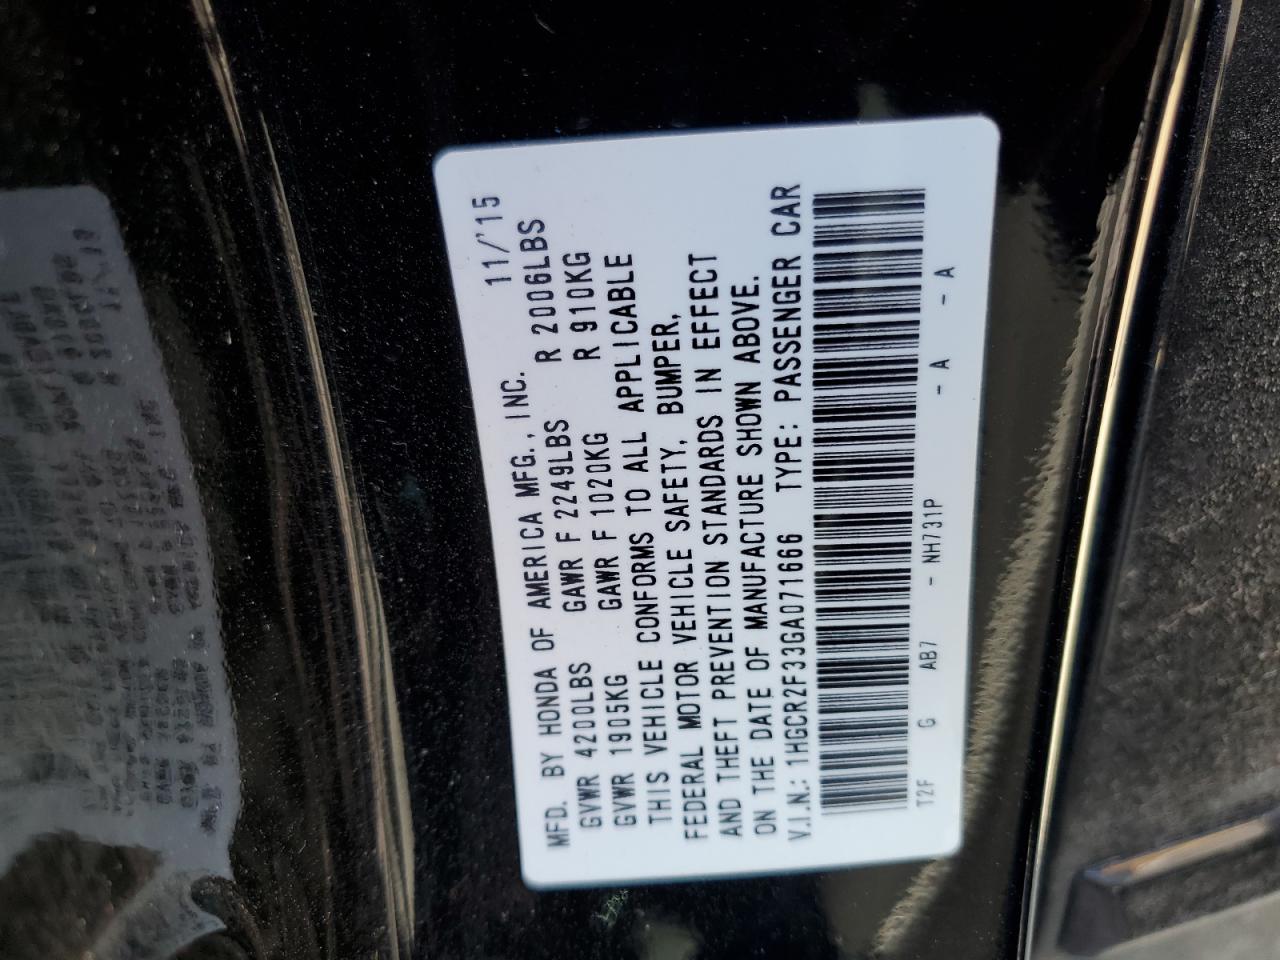 MFD. BY HONDA OF AMERICA MFG., INC. 11/'15
GVWR 4200LBS GAWR F 2249LBS R 2006LBS
GVWR 1905KG GAWR F 1020KG R 910KG
THIS VEHICLE CONFORMS TO ALL APPLICABLE
FEDERAL MOTOR VEHICLE SAFETY, BUMPER,
AND THEFT PREVENTION STANDARDS IN EFFECT
ON THE DATE OF MANUFACTURE SHOWN ABOVE.
V.I.N.: 1HGCR2F33GA071666 TYPE: PASSENGER CAR
T2F G AB7 - NH731P - A - A